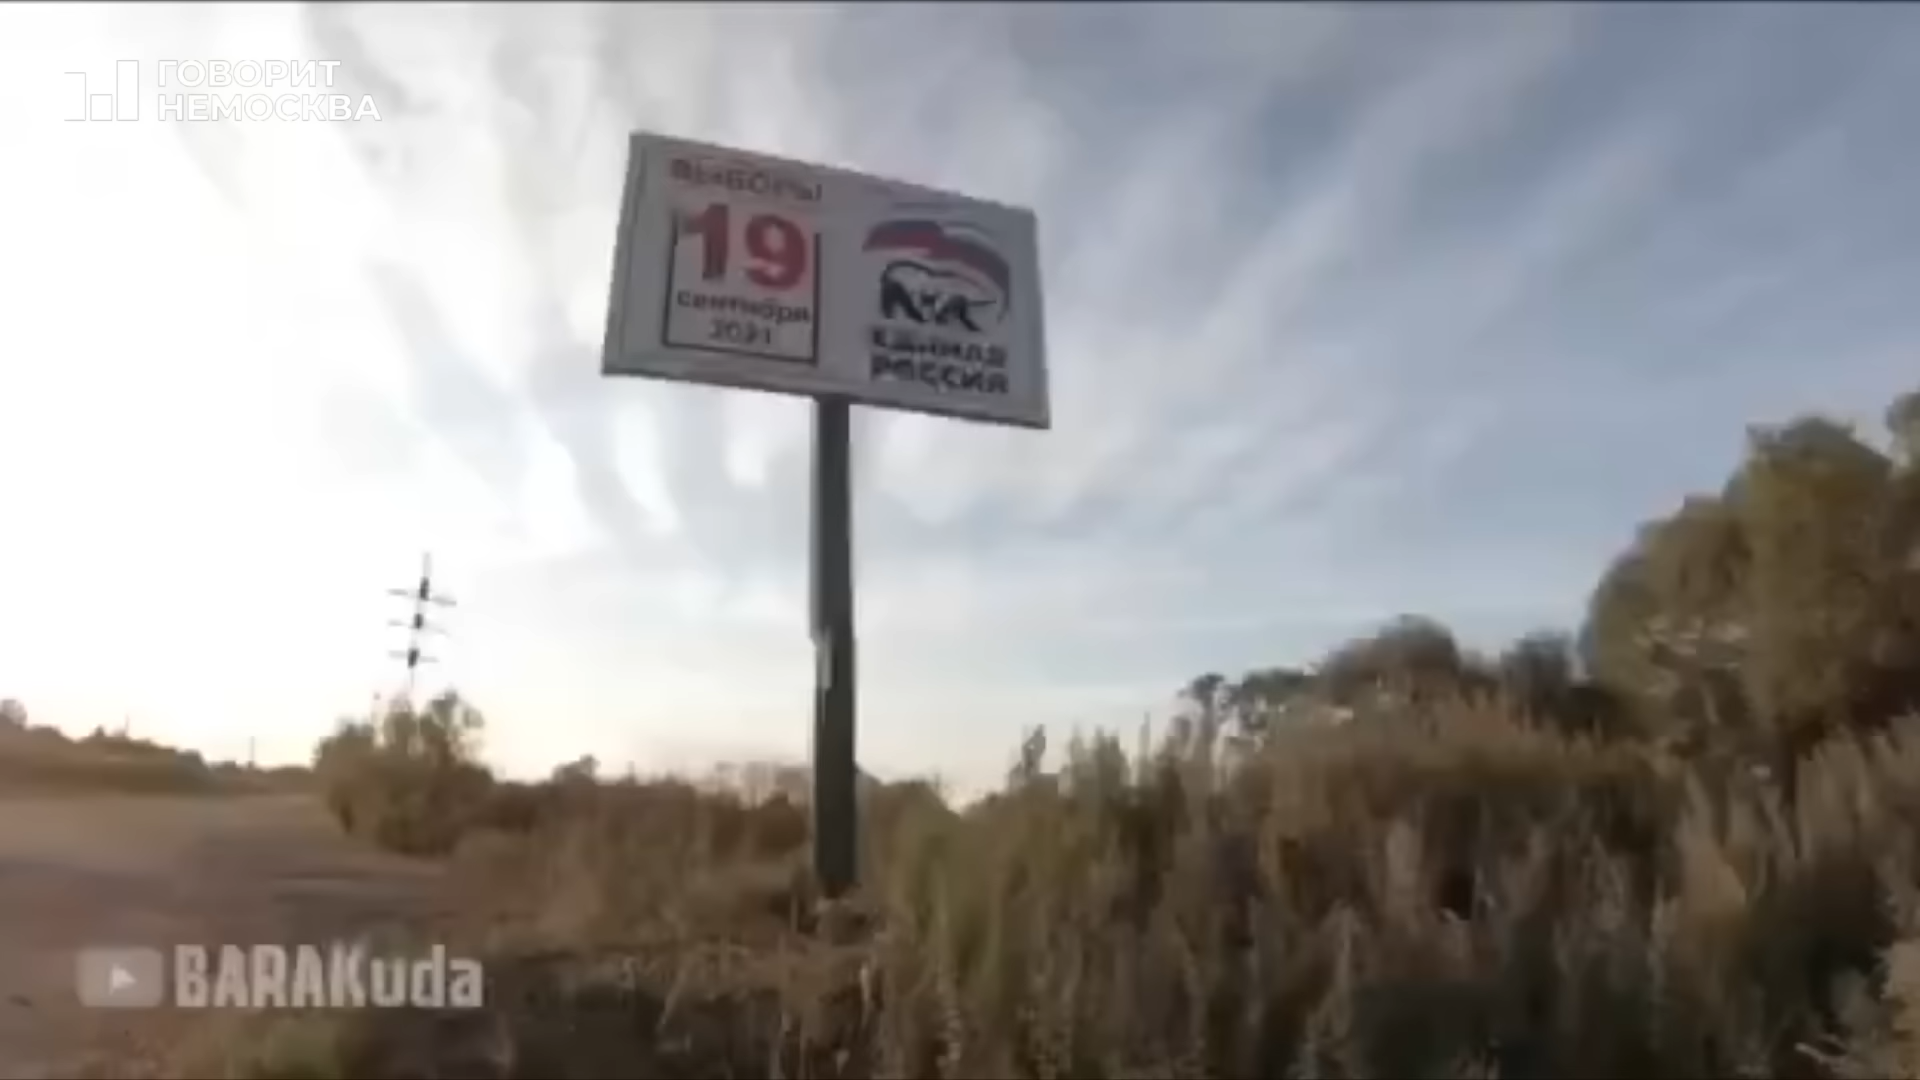 ГОВОРИТ
НЕМОСКВА
ВЫБОРЫ
19
сентября
2021
ЕДИНАЯ
РОССИЯ
BARAKuda